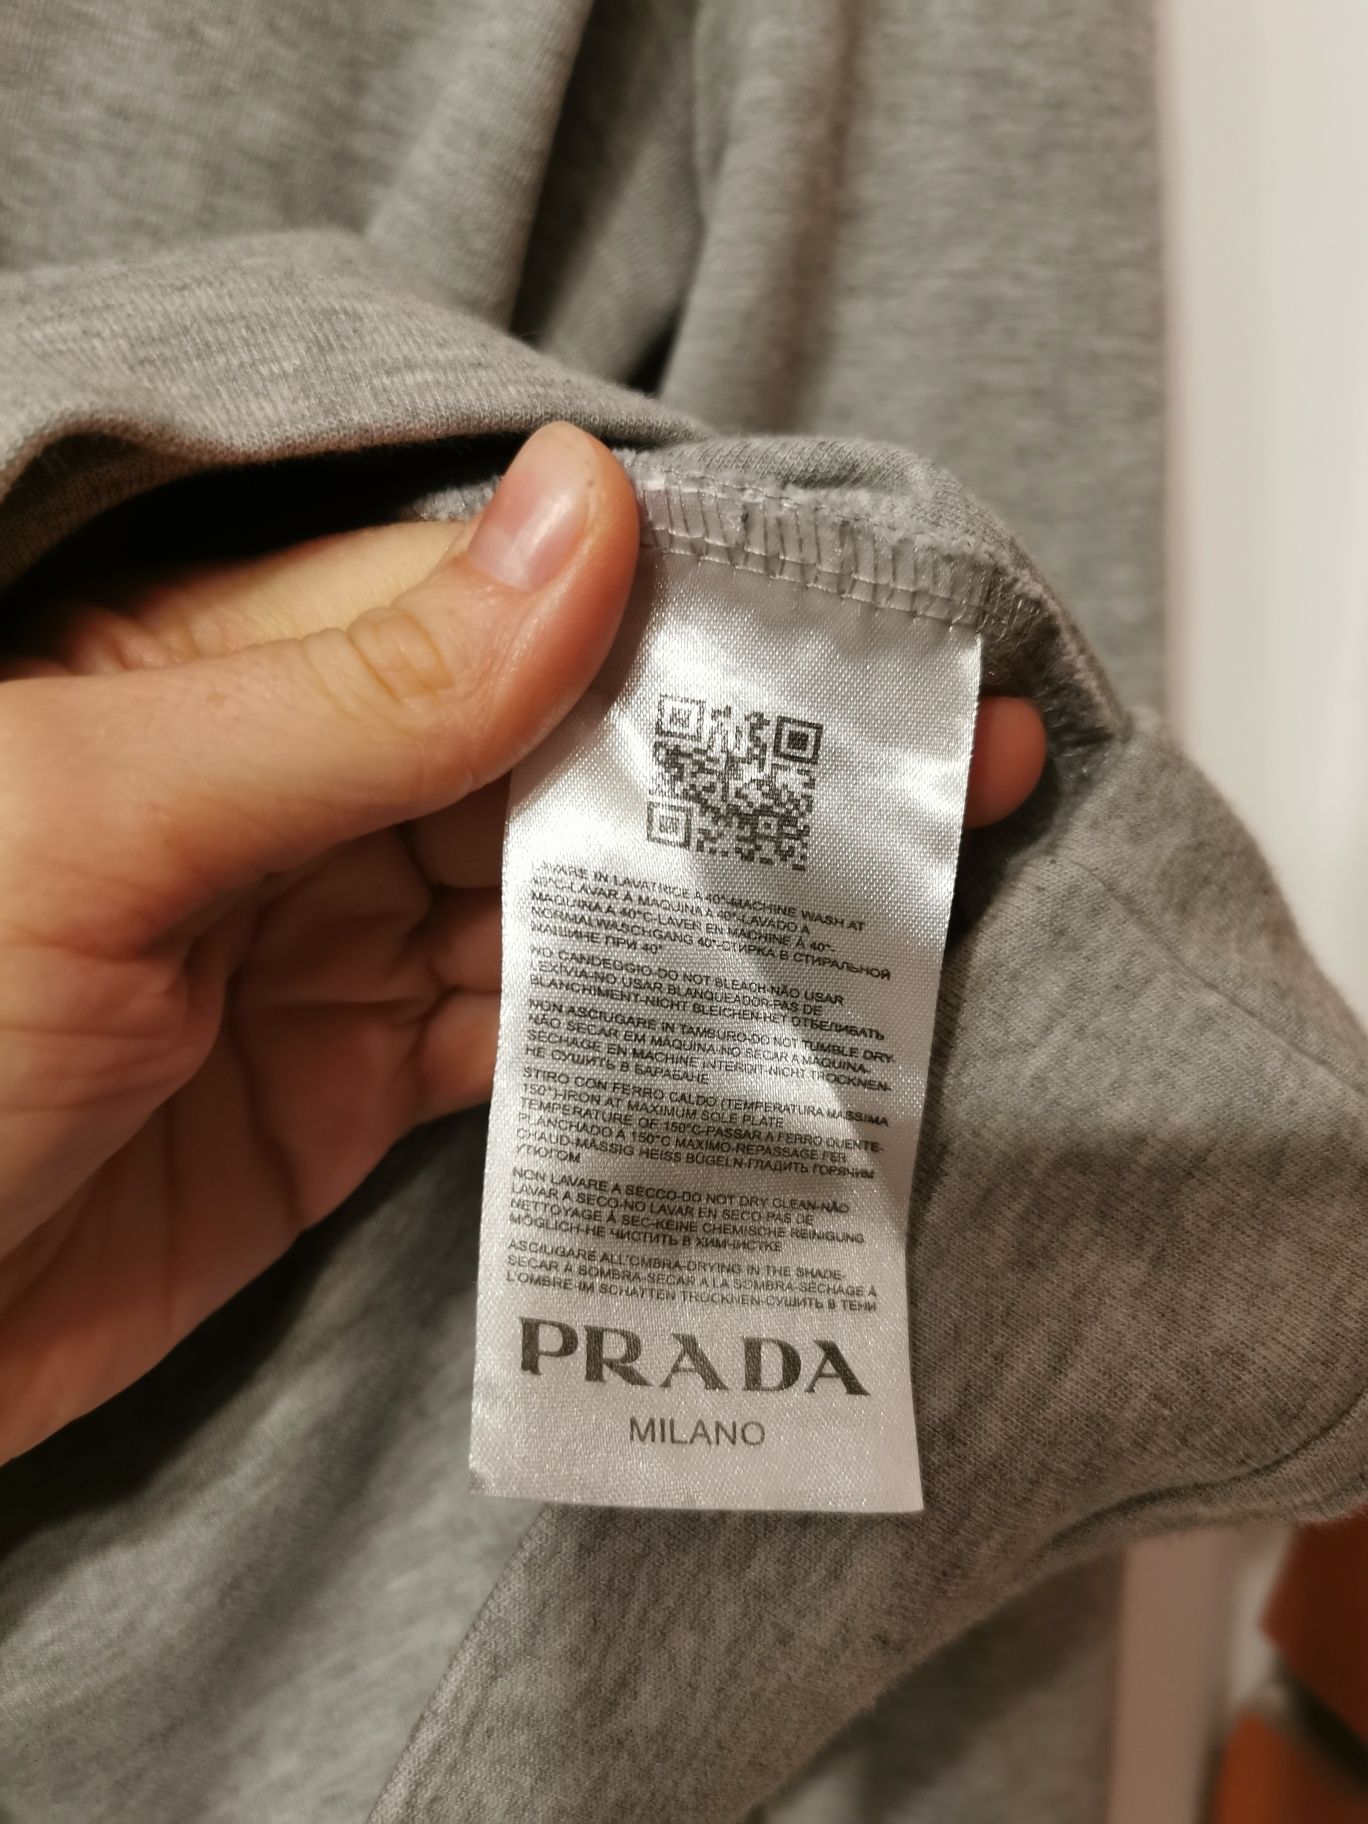 LAVARE IN LAVATRICE A 40°-MACHINE WASH AT
40°C-LAVAR À MAQUINA A 40°-LAVADO A
MAQUINA A 40°C-LAVER EN MACHINE À 40°-
NORMALWASCHGANG 40°-СТИРКА В СТИРАЛЬНОЙ
МАШИНЕ ПРИ 40°
NO CANDEGGIO-DO NOT BLEACH-NÃO USAR
LEXÍVIA-NO USAR BLANQUEADOR-PAS DE
BLANCHIMENT-NICHT BLEICHEN-НЕТ ОТБЕЛИВАТЬ
NON ASCIUGARE IN TAMBURO-DO NOT TUMBLE DRY-
NÃO SECAR EM MÁQUINA-NO SECAR A MAQUINA-
SECHAGE EN MACHINE INTERDIT-NICHT TROCKNEN-
НЕ СУШИТЬ В БАРАБАНЕ
STIRO CON FERRO CALDO (TEMPERATURA MASSIMA
150°)-IRON AT MAXIMUM SOLE PLATE
TEMPERATURE OF 150°C-PASSAR A FERRO QUENTE-
PLANCHADO A 150°C MAXIMO-REPASSAGE FER
CHAUD-MÄSSIG HEISS BÜGELN-ГЛАДИТЬ ГОРЯЧИМ
УТЮГОМ
NON LAVARE A SECCO-DO NOT DRY CLEAN-NÃO
LAVAR A SECO-NO LAVAR EN SECO-PAS DE
NETTOYAGE À SEC-KEINE CHEMISCHE REINIGUNG
MÖGLICH-НЕ ЧИСТИТЬ В ХИМЧИСТКЕ
ASCIUGARE ALL'OMBRA-DRYING IN THE SHADE-
SECAR À SOMBRA-SECAR A LA SOMBRA-SÉCHAGE À
L'OMBRE-IM SCHATTEN TROCKNEN-СУШИТЬ В ТЕНИ
PRADA
MILANO